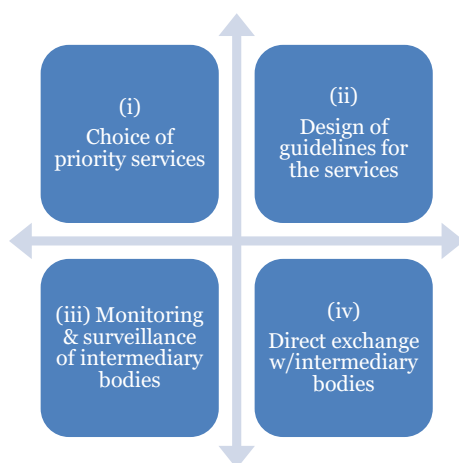 (i)
Choice of
priority services
(ii)
Design of
guidelines for
the services
(iii) Monitoring
& surveillance
of intermediary
bodies
(iv)
Direct exchange
w/intermediary
bodies